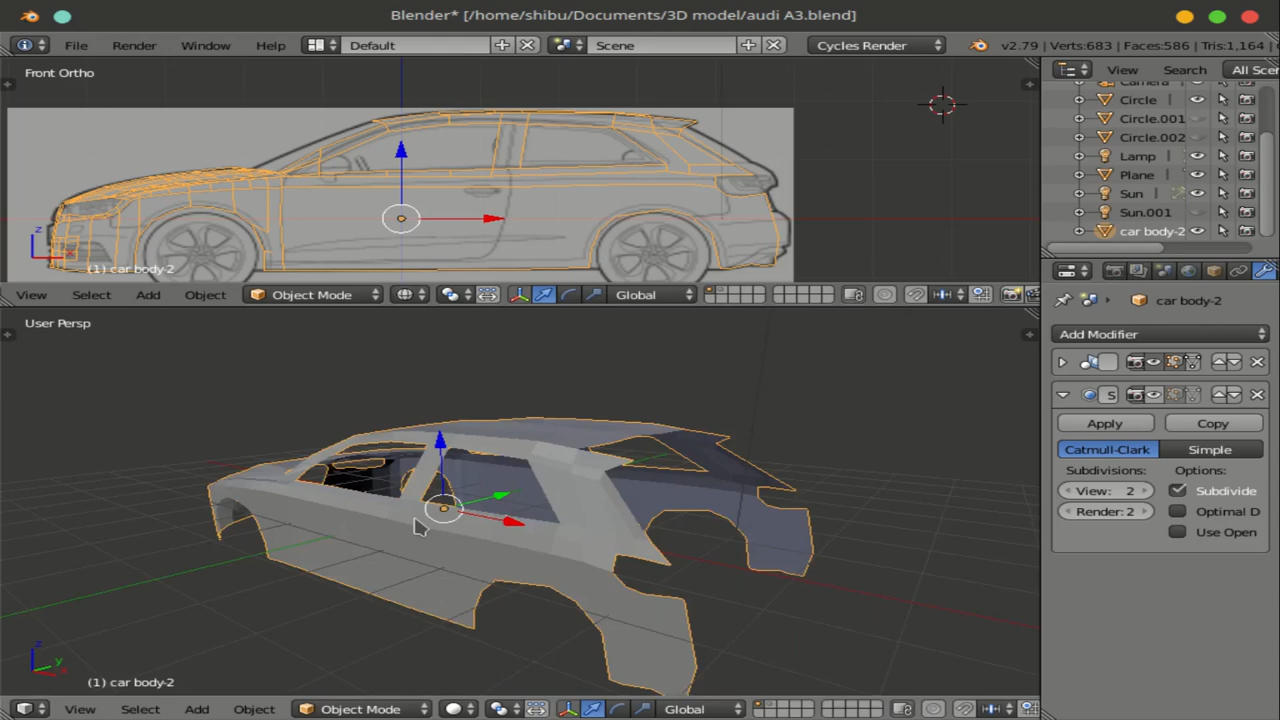 Blender* [/home/shibu/Documents/3D model/audi A3.blend]
File Render Window Help Default Scene Cycles Render v2.79 | Verts:683 | Faces:586 | Tris:1,164 |
Front Ortho
View Search All Scen
Camera
Circle
Circle.001
Circle.002
Lamp
Plane
Sun
Sun.001
car body-2
z
x
(1) car body-2
View Select Add Object Object Mode Global
User Persp
car body-2
Add Modifier
S
Apply Copy
Catmull-Clark Simple
Subdivisions: Options:
View: 2 Subdivide
Render: 2 Optimal D
Use Open
z
y
x
(1) car body-2
View Select Add Object Object Mode Global